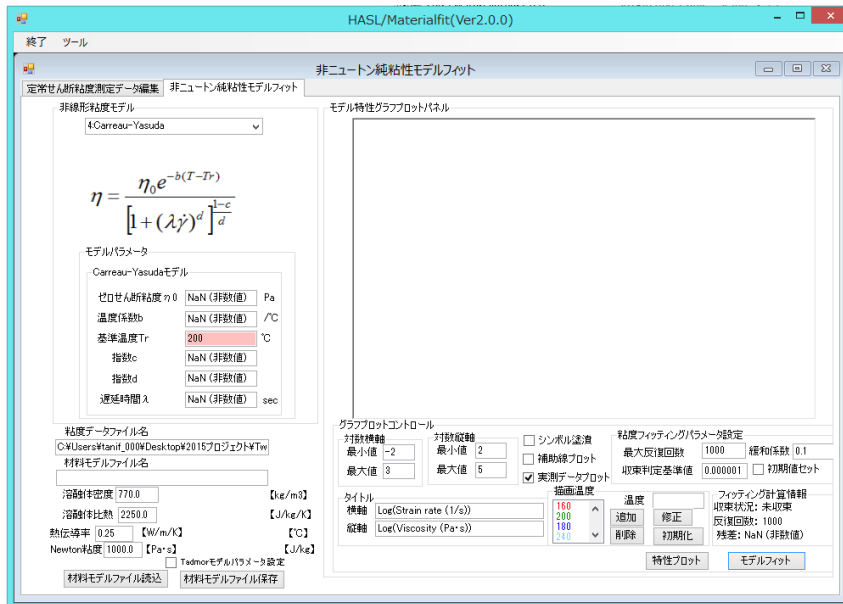 HASL/Materialfit(Ver2.0.0)
終了 ツール
非ニュートン純粘性モデルフィット
定常せん断粘度測定データ編集 非ニュートン純粘性モデルフィット
非線形粘度モデル
4:Carreau-Yasuda
η = η0e^-b(T-Tr) / [1+(λγ̇)^d]^(1-c)/d
モデルパラメータ
Carreau-Yasudaモデル
ゼロせん断粘度η0 NaN (非数値) Pa
温度係数b NaN (非数値) /℃
基準温度Tr 200 ℃
指数c NaN (非数値)
指数d NaN (非数値)
遅延時間λ NaN (非数値) sec
粘度データファイル名
C:¥Users¥tanif_000¥Desktop¥2015プロジェクト¥Tw
材料モデルファイル名
溶融体密度 770.0 【kg/m3】
溶融体比熱 2250.0 【J/kg/K】
熱伝導率 0.25 【W/m/K】 【℃】
Newton粘度 1000.0 【Pa・s】 【J/kg】
Tadmorモデルパラメータ設定
材料モデルファイル読込 材料モデルファイル保存
モデル特性グラフプロットパネル
グラフプロットコントロール
対数横軸
最小値 -2
最大値 3
対数縦軸
最小値 2
最大値 5
シンボル塗潰
補助線プロット
実測データプロット
粘度フィッティングパラメータ設定
最大反復回数 1000 緩和係数 0.1
収束判定基準値 0.000001 初期値セット
タイトル
横軸 Log(Strain rate (1/s))
縦軸 Log(Viscosity (Pa・s))
描画温度
160
200
180
240
温度
追加 修正
削除 初期化
フィッティング計算情報
収束状況: 未収束
反復回数: 1000
残差: NaN (非数値)
特性プロット モデルフィット